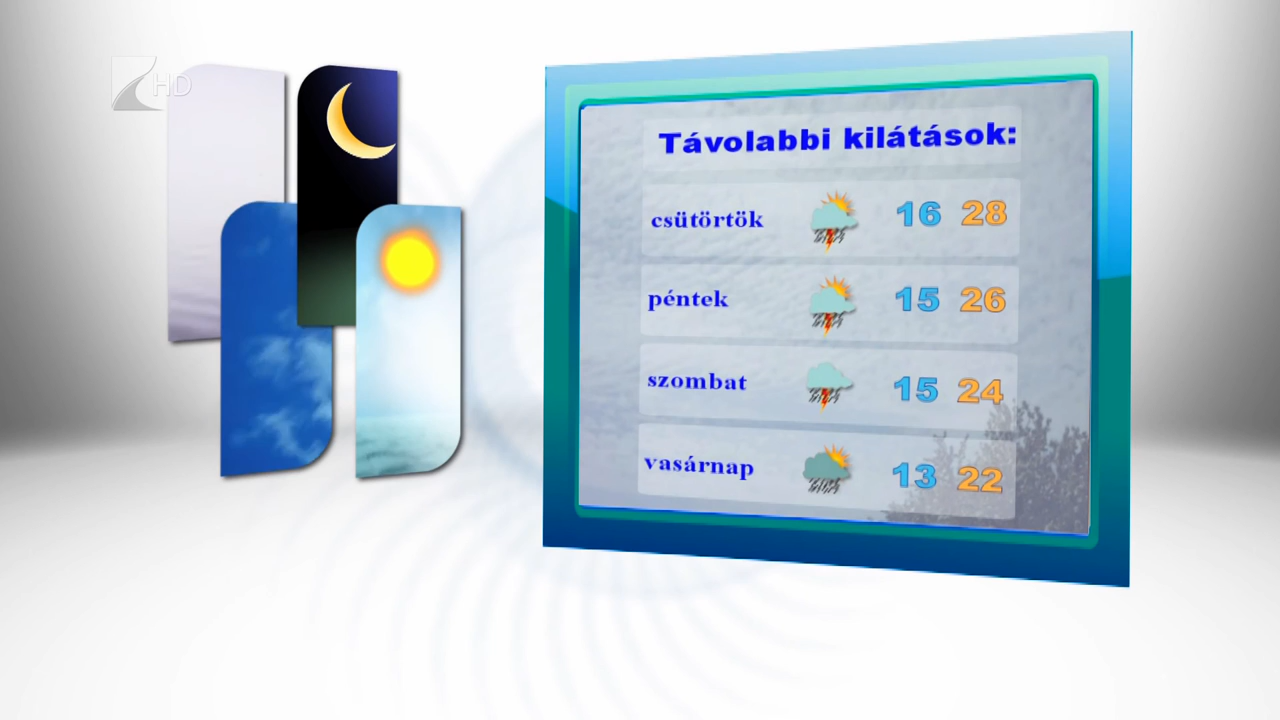 HD
Távolabbi kilátások:
csütörtök 16 28
péntek 15 26
szombat 15 24
vasárnap 13 22